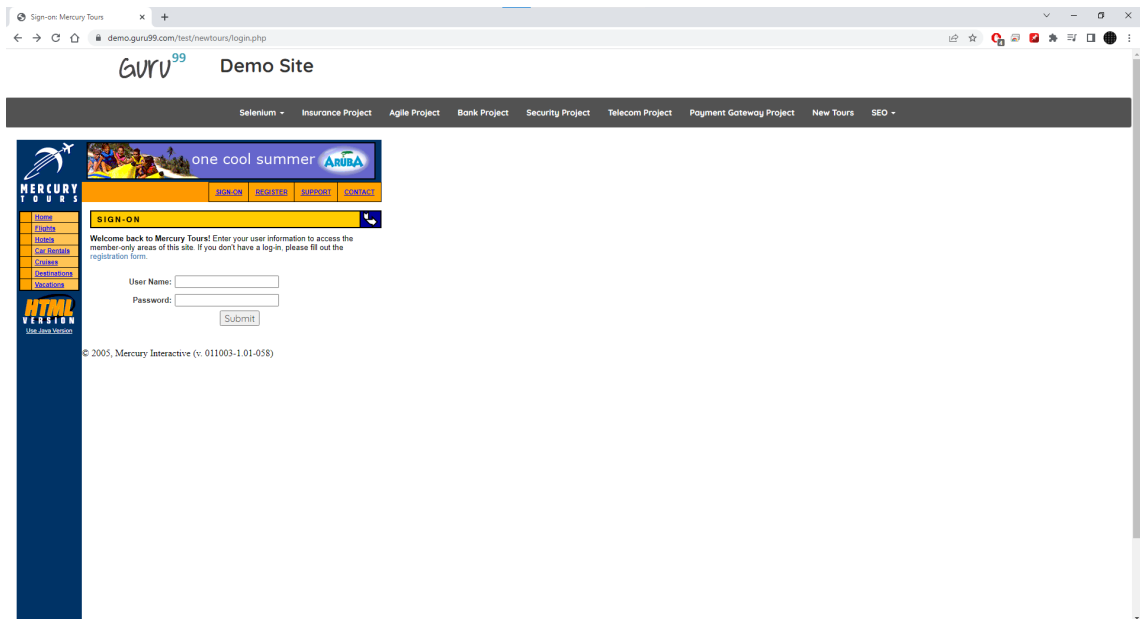 Sign-on: Mercury Tours
demo.guru99.com/test/newtours/login.php
Guru99 Demo Site
Selenium Insurance Project Agile Project Bank Project Security Project Telecom Project Payment Gateway Project New Tours SEO
one cool summer ARUBA
MERCURY
TOURS
SIGN-ON REGISTER SUPPORT CONTACT
Home
Flights
Hotels
Car Rentals
Cruises
Destinations
Vacations
HTML
VERSION
Use Java Version
SIGN-ON
Welcome back to Mercury Tours! Enter your user information to access the
member-only areas of this site. If you don't have a log-in, please fill out the
registration form.
User Name:
Password:
Submit
© 2005, Mercury Interactive (v. 011003-1.01-058)